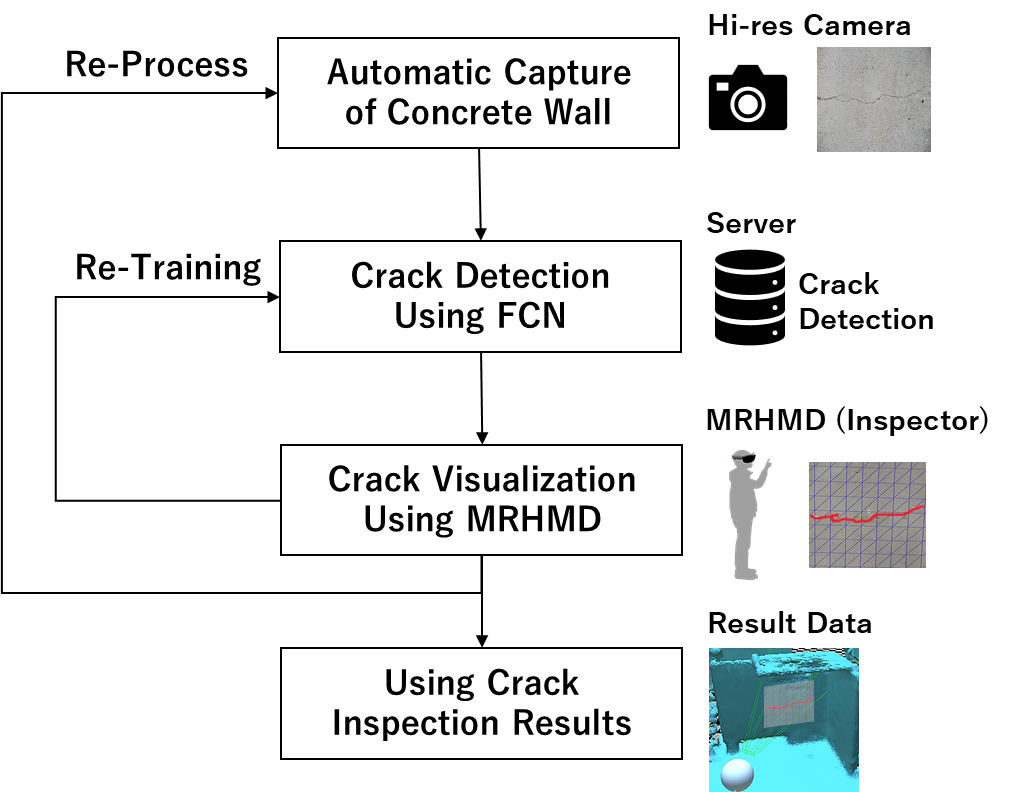 Hi-res Camera
Re-Process
Automatic Capture
of Concrete Wall
Server
Re-Training
Crack Detection
Using FCN
Crack
Detection
MRHMD (Inspector)
Crack Visualization
Using MRHMD
Result Data
Using Crack
Inspection Results